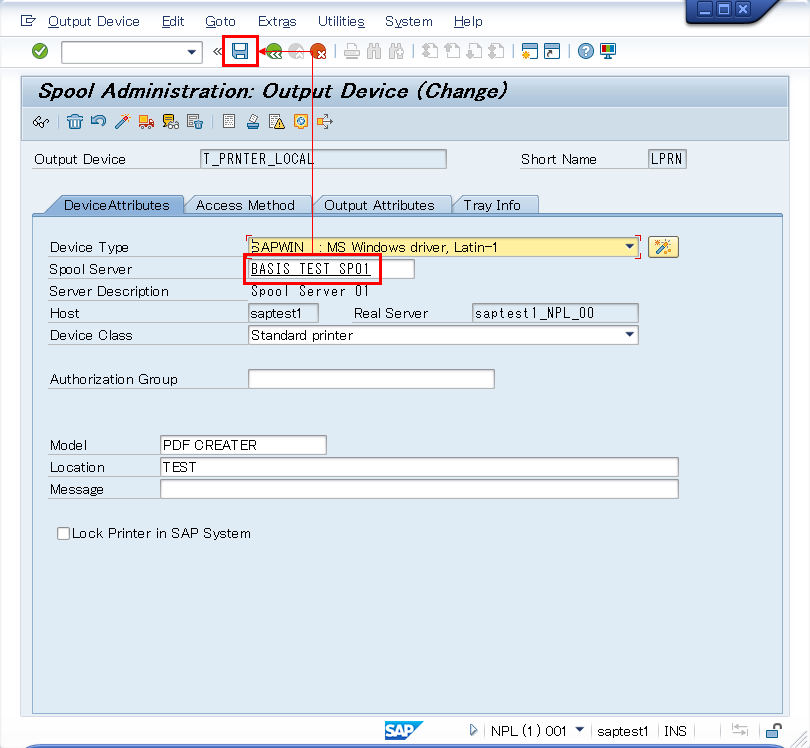 Output Device Edit Goto Extras Utilities System Help
Spool Administration: Output Device (Change)
Output Device T_PRNTER_LOCAL Short Name LPRN
DeviceAttributes Access Method Output Attributes Tray Info
Device Type SAPWIN : MS Windows driver, Latin-1
Spool Server BASIS_TEST_SP01
Server Description Spool Server 01
Host saptest1 Real Server saptest1_NPL_00
Device Class Standard printer
Authorization Group
Model PDF CREATER
Location TEST
Message
Lock Printer in SAP System
SAP NPL (1) 001 saptest1 INS